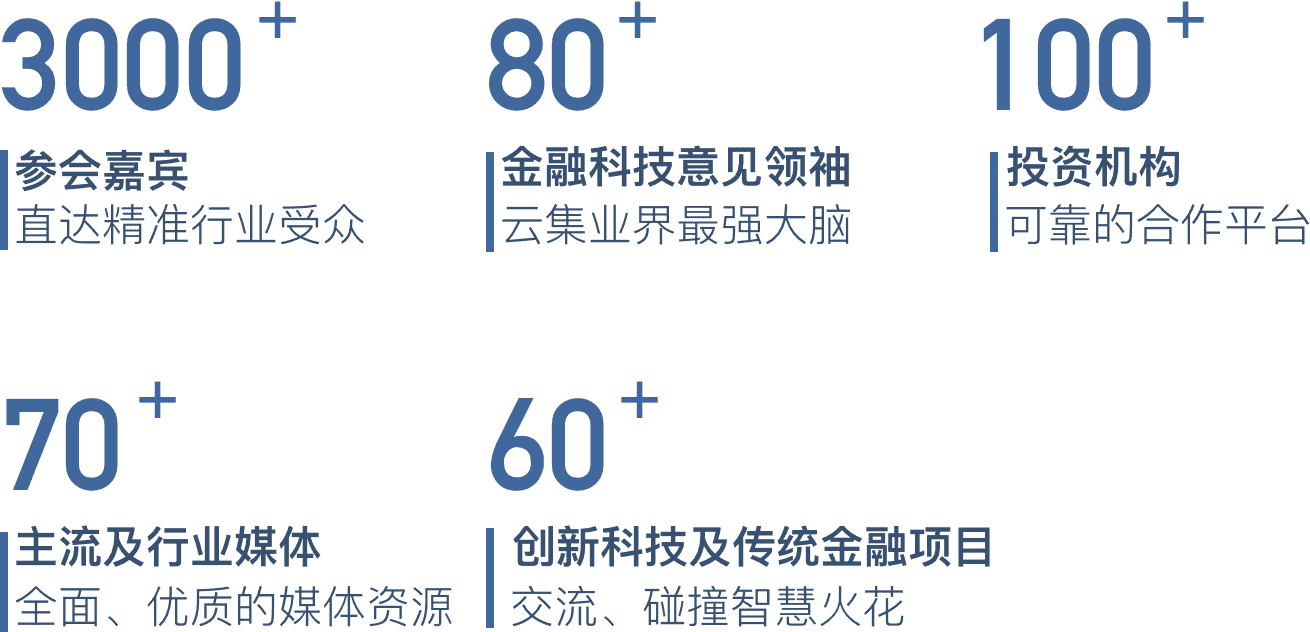 3000+
参会嘉宾
直达精准行业受众
80+
金融科技意见领袖
云集业界最强大脑
100+
投资机构
可靠的合作平台
70+
主流及行业媒体
全面、优质的媒体资源
60+
创新科技及传统金融项目
交流、碰撞智慧火花